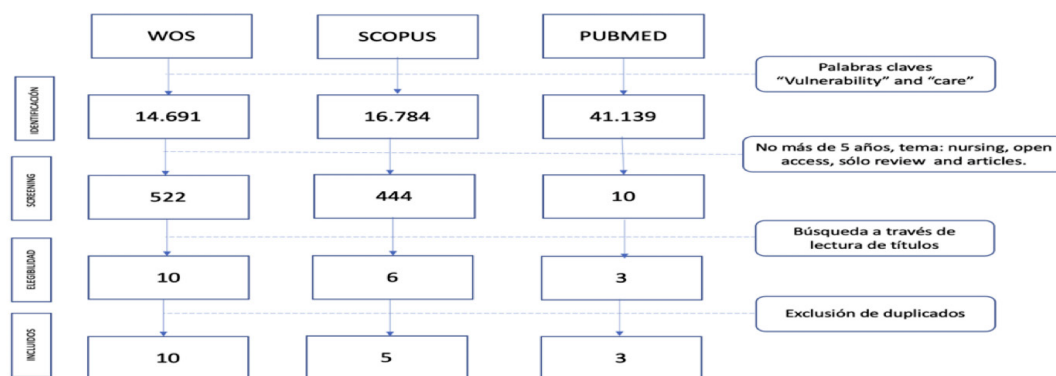 WOS
SCOPUS
PUBMED
Palabras claves
“Vulnerability” and “care”
IDENTIFICACIÓN
14.691
16.784
41.139
No más de 5 años, tema: nursing, open
access, sólo review and articles.
SCREENING
522
444
10
Búsqueda a través de
lectura de títulos
ELEGIBILIDAD
10
6
3
Exclusión de duplicados
INCLUIDOS
10
5
3